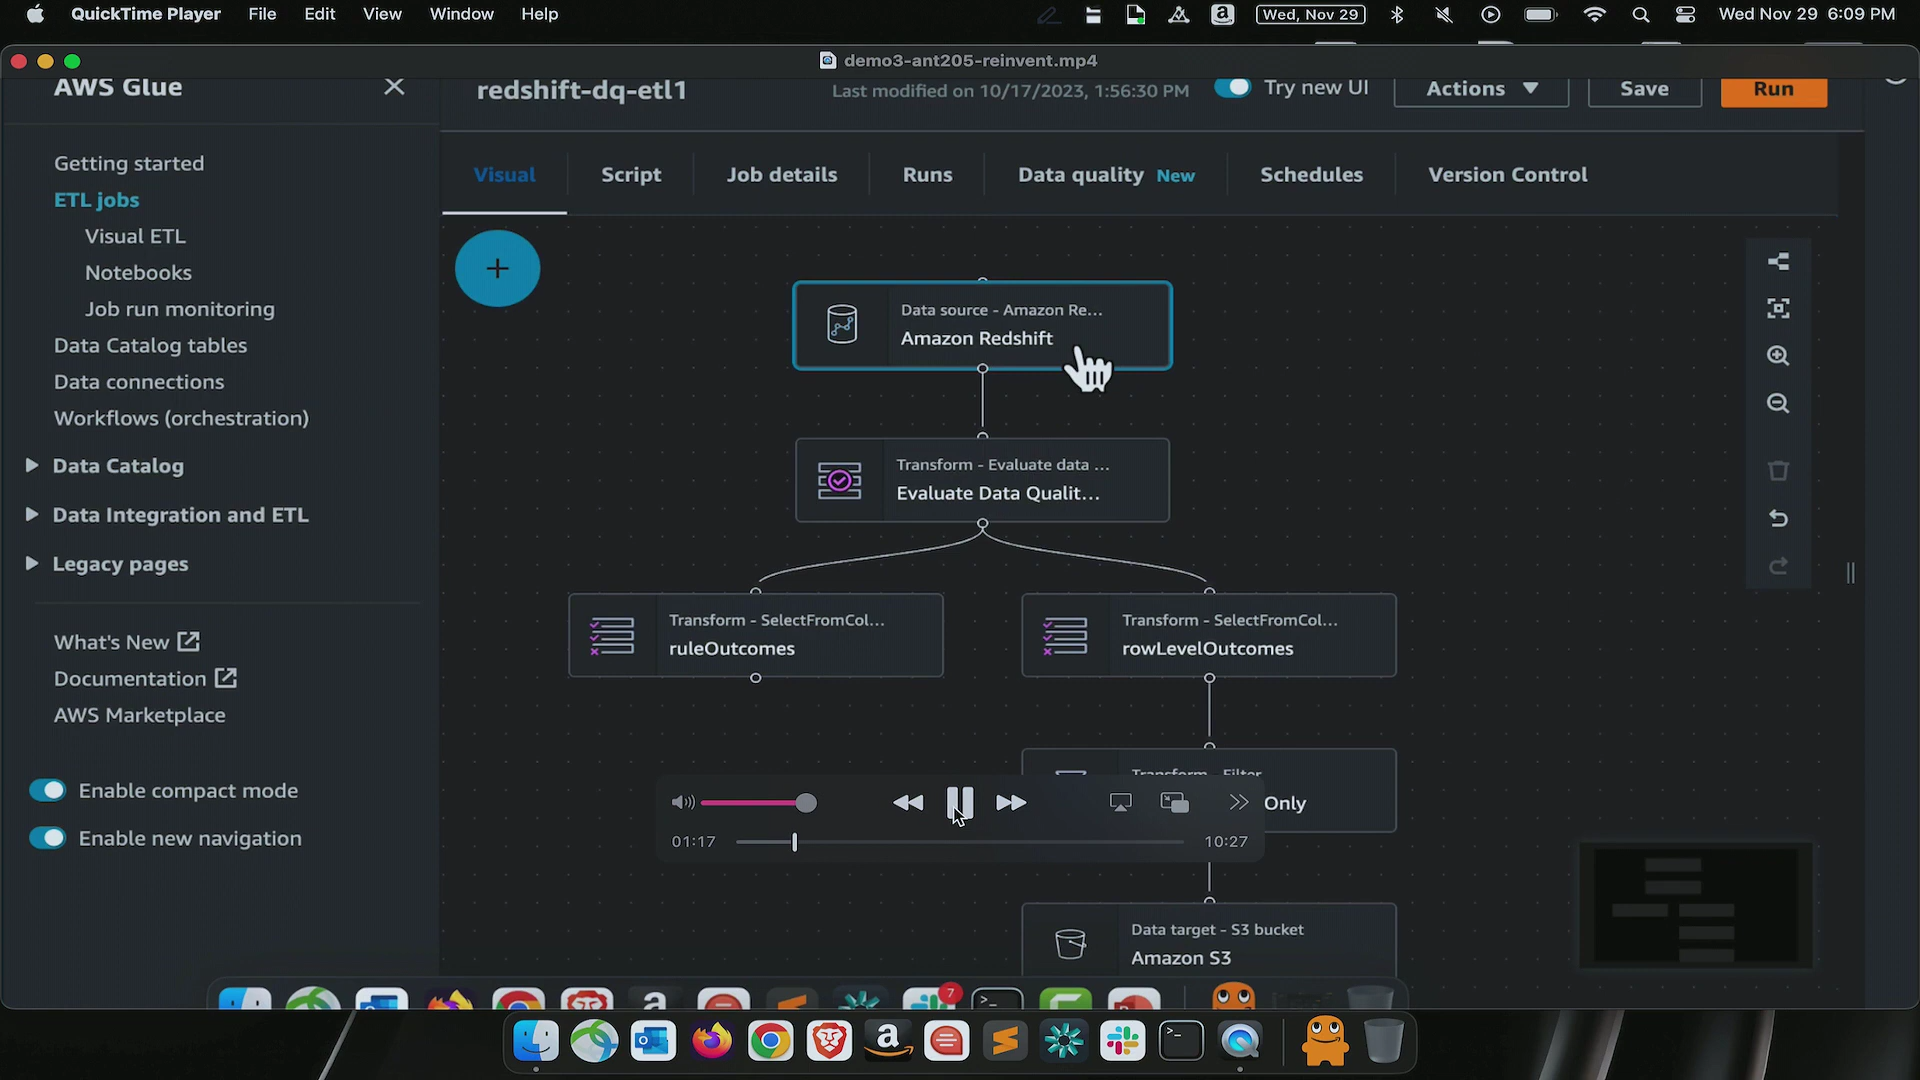 QuickTime Player File Edit View Window Help
Wed, Nov 29
Wed Nov 29 6:09 PM
demo3-ant205-reinvent.mp4
AWS Glue
redshift-dq-etl1
Last modified on 10/17/2023, 1:56:30 PM
Try new UI
Actions
Save
Run
Getting started
ETL jobs
Visual ETL
Notebooks
Job run monitoring
Data Catalog tables
Data connections
Workflows (orchestration)
Data Catalog
Data Integration and ETL
Legacy pages
What's New
Documentation
AWS Marketplace
Enable compact mode
Enable new navigation
Visual
Script
Job details
Runs
Data quality New
Schedules
Version Control
Data source - Amazon Re...
Amazon Redshift
Transform - Evaluate data ...
Evaluate Data Qualit...
Transform - SelectFromCol...
ruleOutcomes
Transform - SelectFromCol...
rowLevelOutcomes
Transform - Filter
Only
01:17
10:27
Data target - S3 bucket
Amazon S3
7